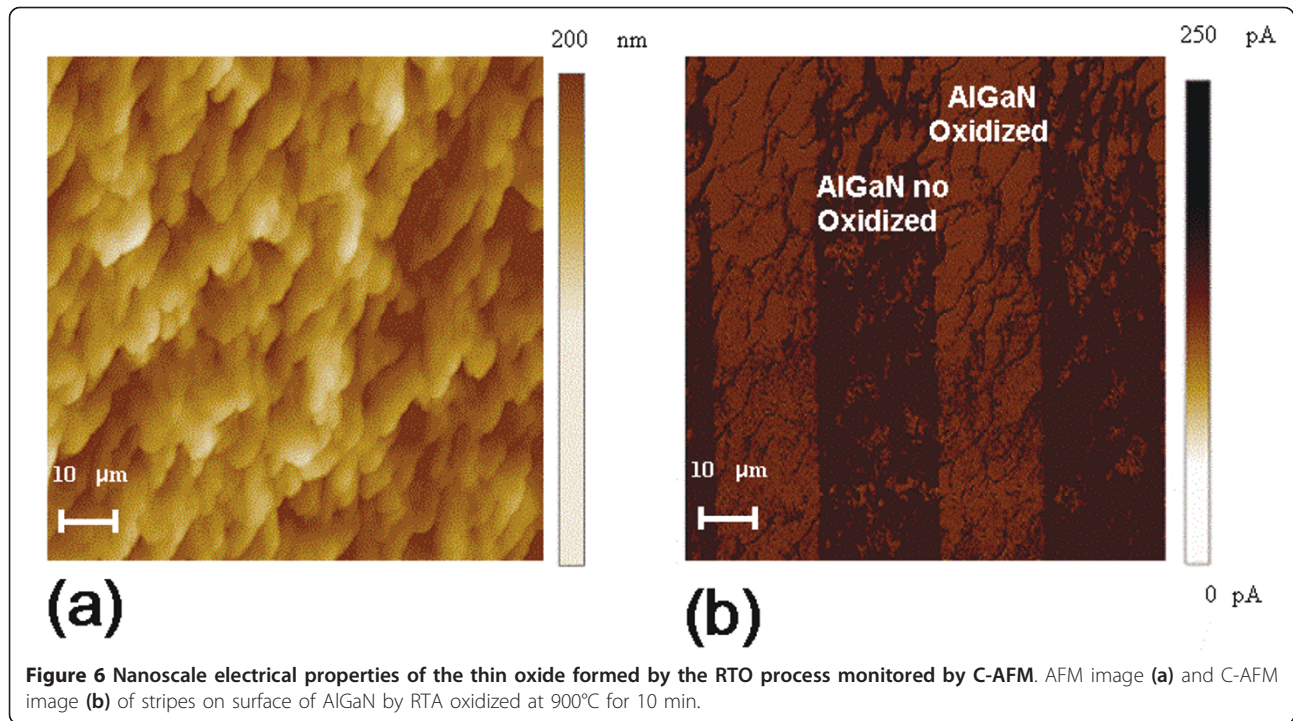 200 nm
250 pA
AlGaN
Oxidized
AlGaN no
Oxidized
10 µm
10 µm
0 pA
(a)
(b)
Figure 6 Nanoscale electrical properties of the thin oxide formed by the RTO process monitored by C-AFM. AFM image (a) and C-AFM
image (b) of stripes on surface of AlGaN by RTA oxidized at 900°C for 10 min.